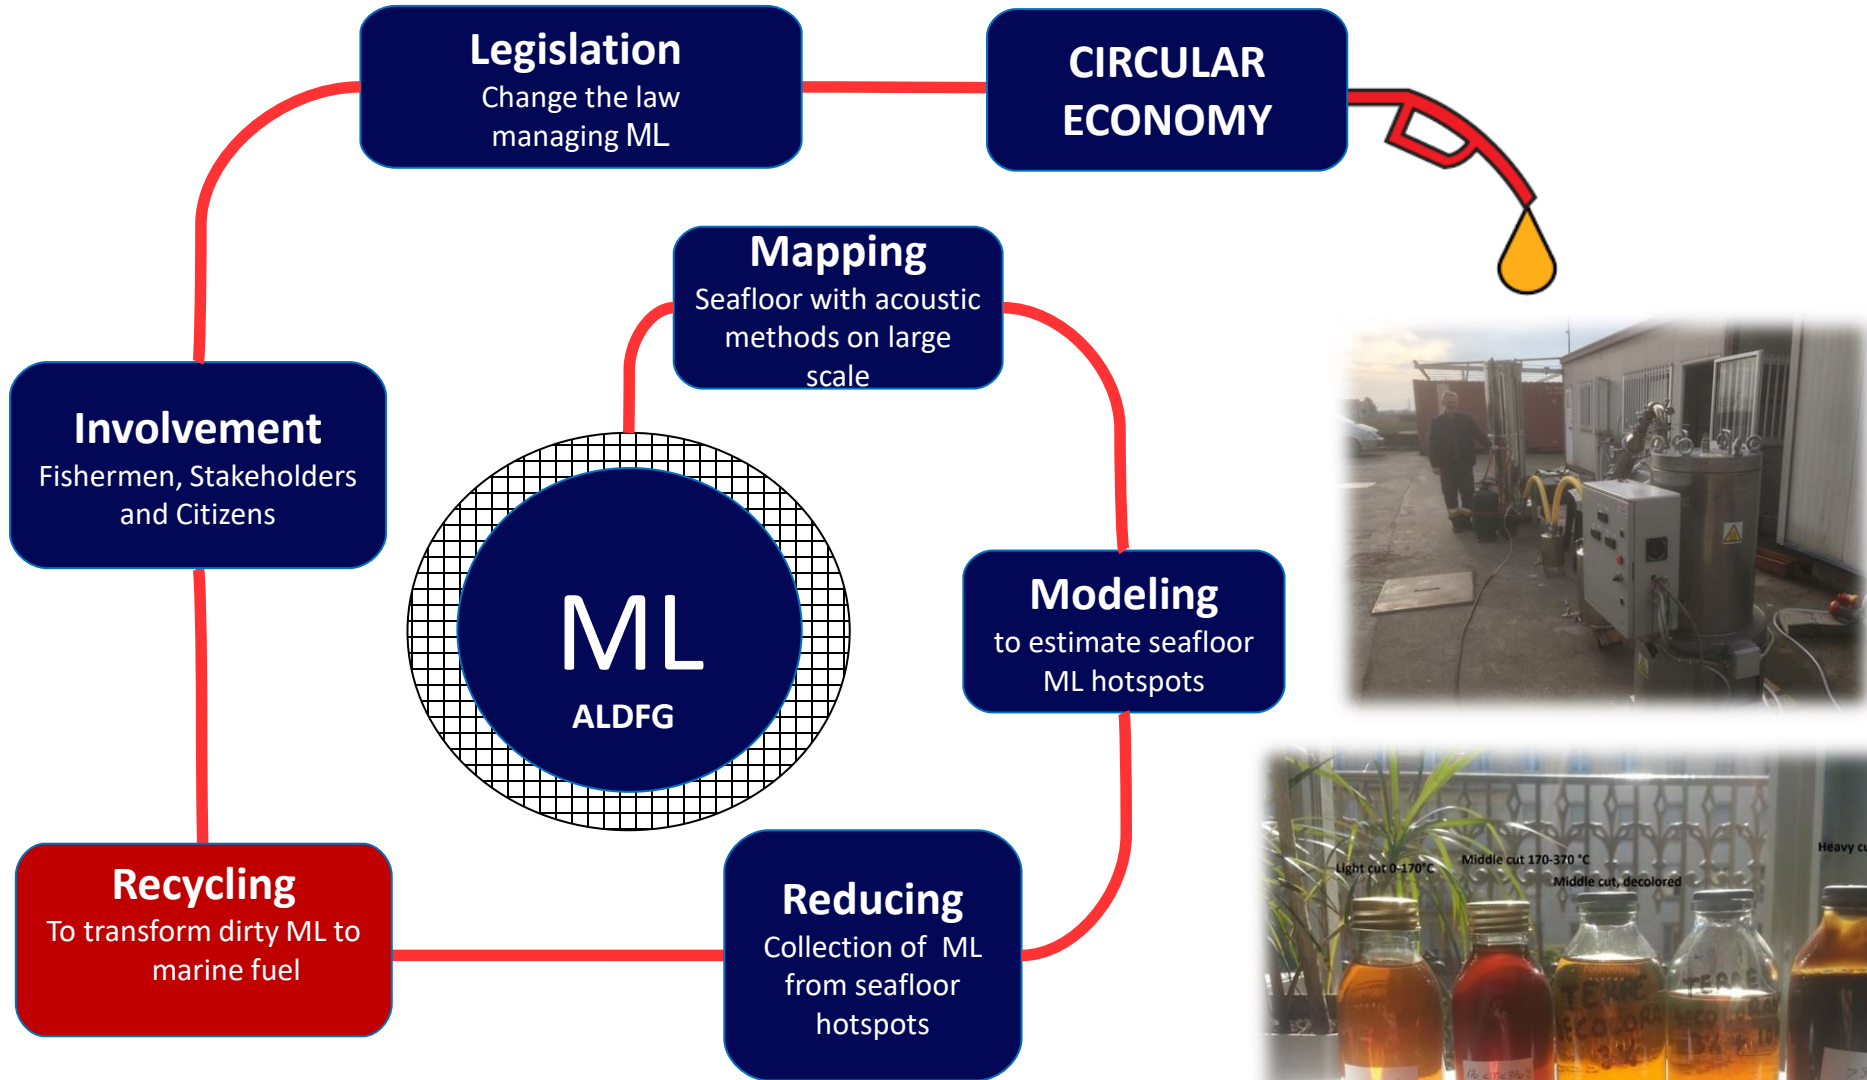 Legislation
Change the law
managing ML
CIRCULAR
ECONOMY
Mapping
Seafloor with acoustic
methods on large
scale
Involvement
Fishermen, Stakeholders
and Citizens
ML
ALDFG
Modeling
to estimate seafloor
ML hotspots
Recycling
To transform dirty ML to
marine fuel
Reducing
Collection of ML
from seafloor
hotspots
Light cut 0-170°C
Middle cut 170-370 °C
Middle cut, decolored
Heavy
TERRE